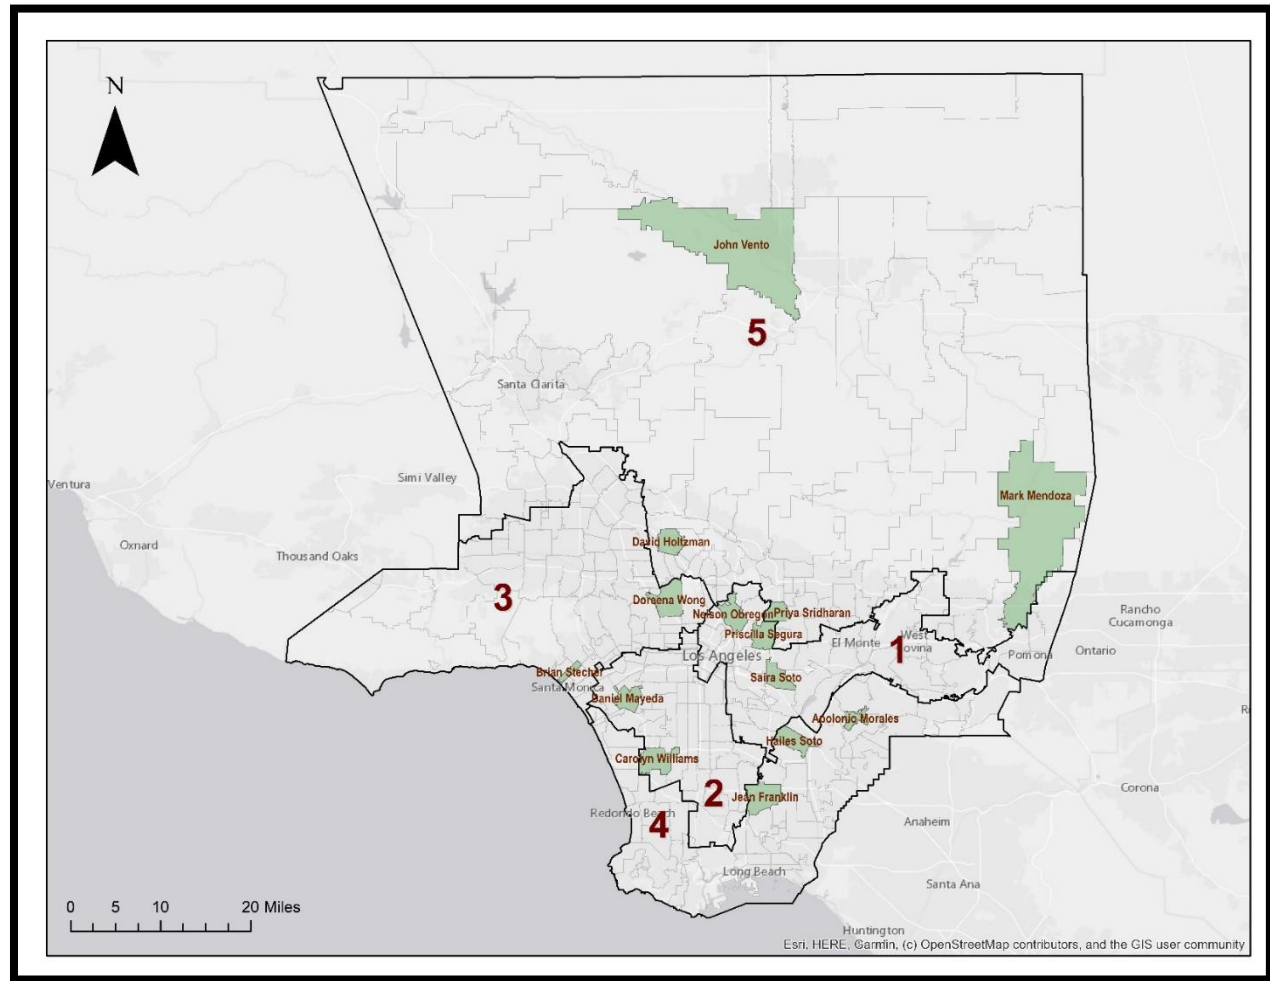 N
John Vento
5
Santa Clarita
Simi Valley
Ventura
Mark Mendoza
Oxnard
Thousand Oaks
David Holtzman
3
Doreena Wong
Nelson Obregon
Priya Sridharan
Priscilla Segura
Rancho
Cucamonga
El Monte
West
Covina
1
Los Angeles
Pomona
Ontario
Brian Stecher
Santa Monica
Saira Soto
Daniel Mayeda
Apolonio Morales
Hailes Soto
Carolyn Williams
2
Jean Franklin
Corona
Redondo Beach
4
Anaheim
Long Beach
Santa Ana
0 5 10 20 Miles
Huntington
Esri, HERE, Garmin, (c) OpenStreetMap contributors, and the GIS user community